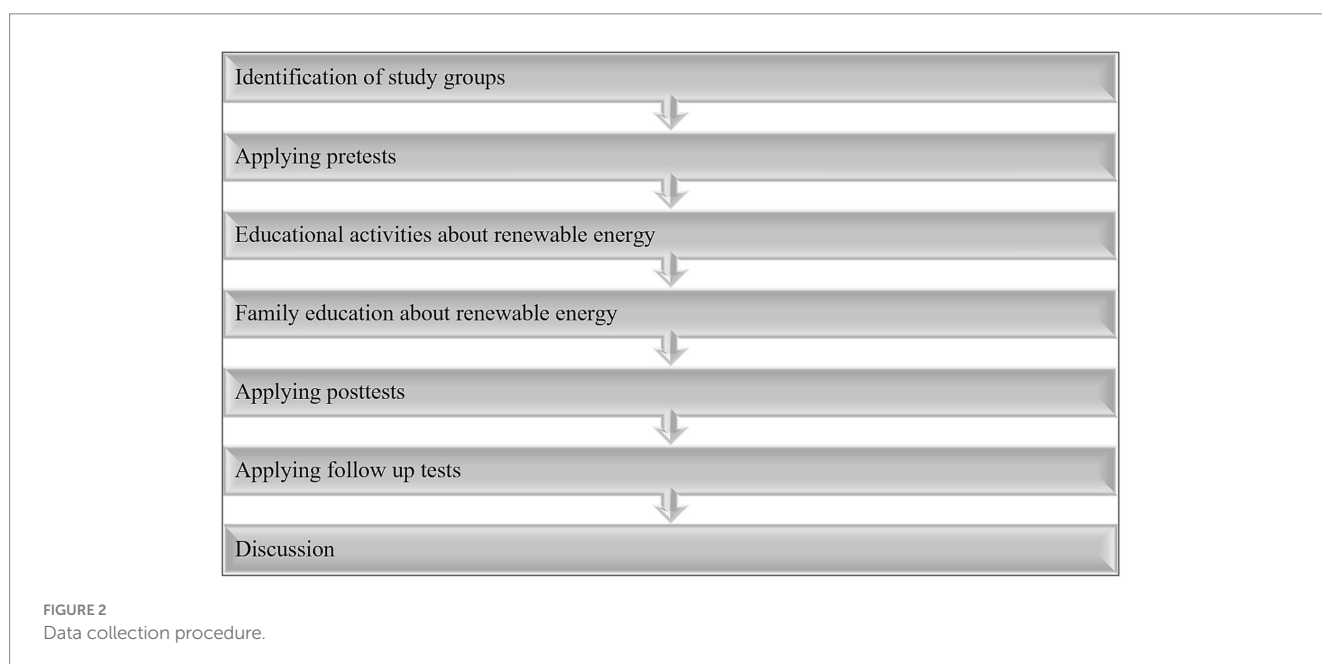 Identification of study groups
Applying pretests
Educational activities about renewable energy
Family education about renewable energy
Applying posttests
Applying follow up tests
Discussion
FIGURE 2
Data collection procedure.